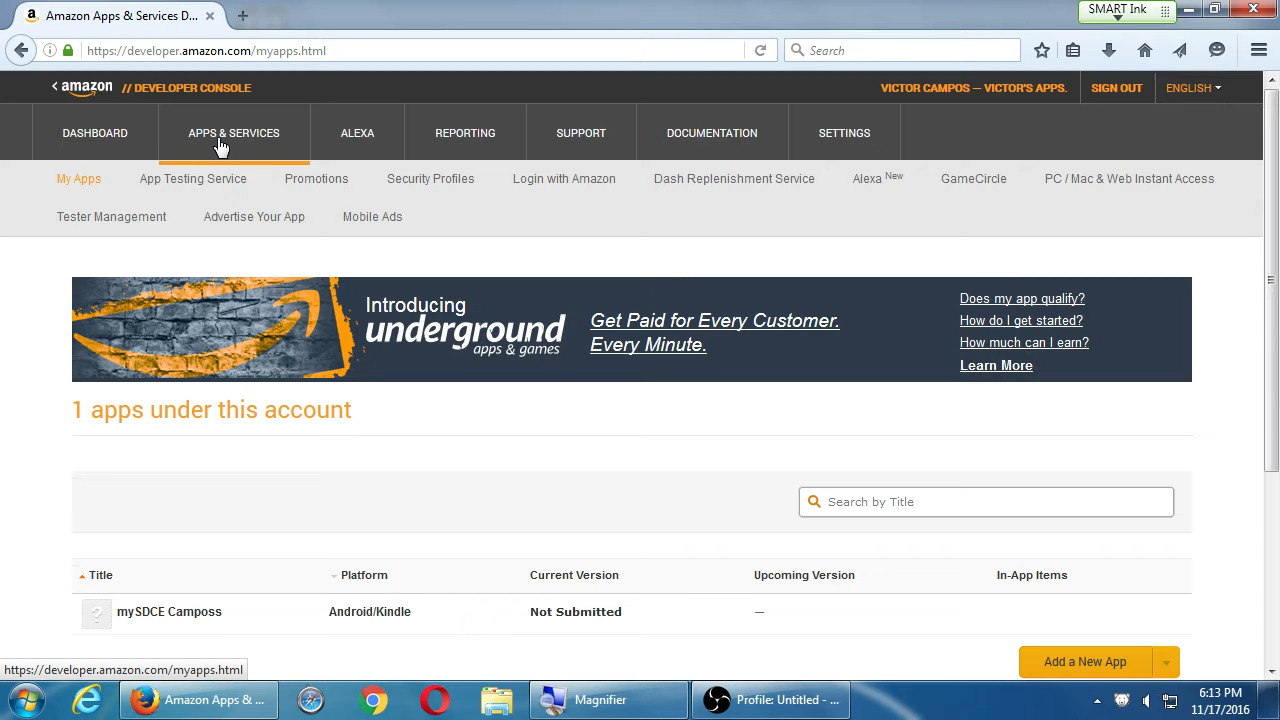 Amazon Apps & Services D...
SMART Ink
https://developer.amazon.com/myapps.html
Search
amazon // DEVELOPER CONSOLE
VICTOR CAMPOS — VICTOR'S APPS.
SIGN OUT
ENGLISH
DASHBOARD
APPS & SERVICES
ALEXA
REPORTING
SUPPORT
DOCUMENTATION
SETTINGS
My Apps
App Testing Service
Promotions
Security Profiles
Login with Amazon
Dash Replenishment Service
Alexa New
GameCircle
PC / Mac & Web Instant Access
Tester Management
Advertise Your App
Mobile Ads
Introducing
underground
apps & games
Get Paid for Every Customer.
Every Minute.
Does my app qualify?
How do I get started?
How much can I earn?
Learn More
1 apps under this account
Search by Title
Title
Platform
Current Version
Upcoming Version
In-App Items
?
mySDCE Camposs
Android/Kindle
Not Submitted
—
Add a New App
https://developer.amazon.com/myapps.html
Amazon Apps & ...
Magnifier
Profile: Untitled - ...
6:13 PM
11/17/2016